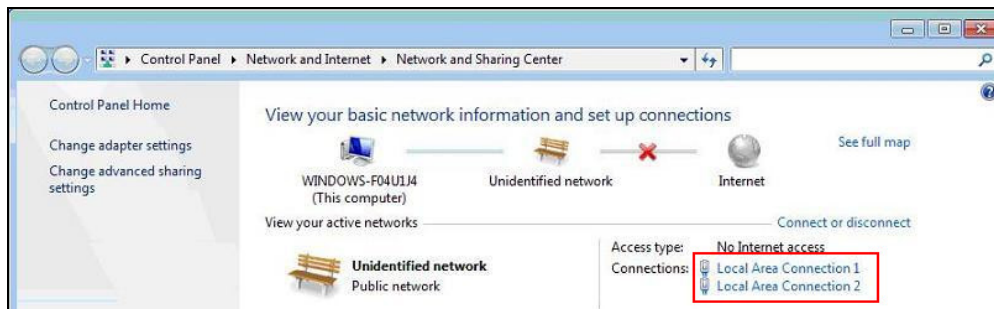 Control Panel ▸ Network and Internet ▸ Network and Sharing Center
Control Panel Home
Change adapter settings
Change advanced sharing
settings
View your basic network information and set up connections
See full map
WINDOWS-F04U1J4
(This computer)
Unidentified network
Internet
View your active networks
Connect or disconnect
Unidentified network
Public network
Access type: No Internet access
Connections: Local Area Connection 1
Local Area Connection 2